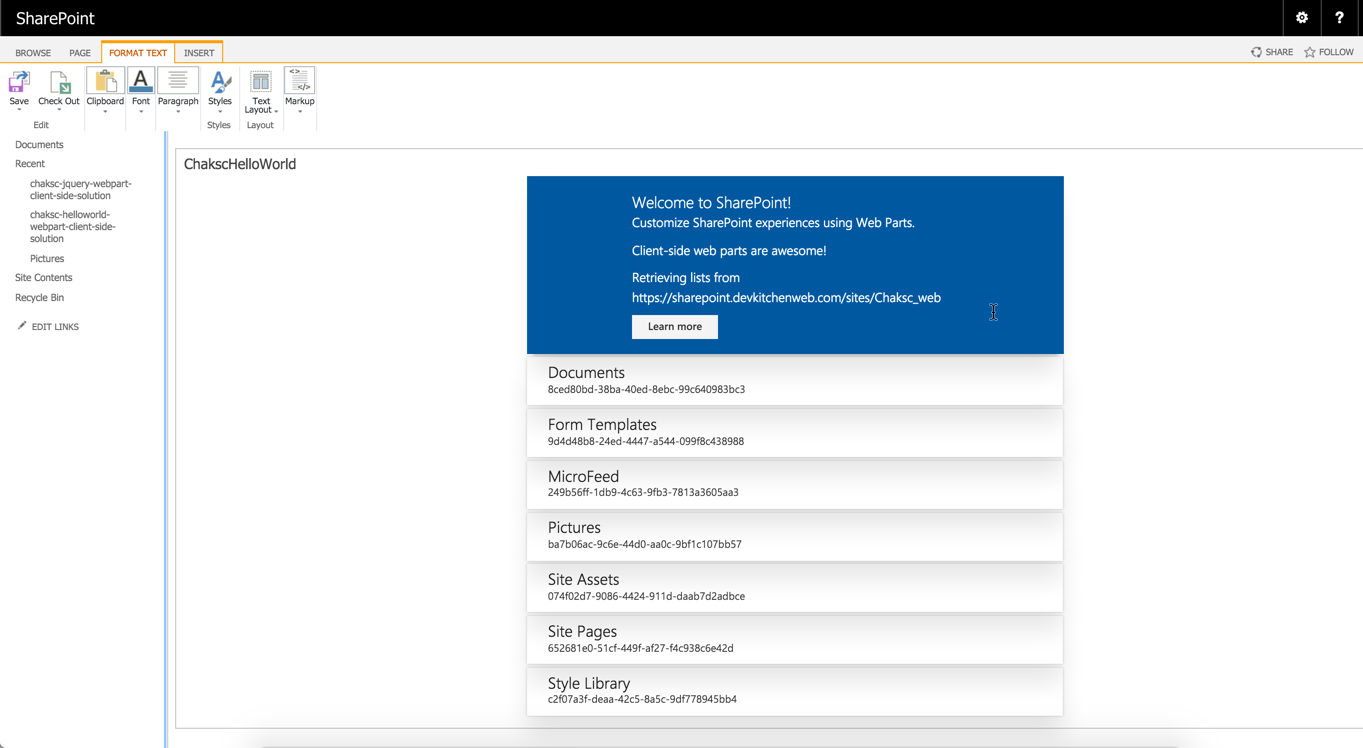 SharePoint
?
BROWSE PAGE FORMAT TEXT INSERT
SHARE FOLLOW
Save Check Out Clipboard Font Paragraph Styles Text Layout Markup
Edit Styles Layout
Documents
Recent
chaksc-jquery-webpart-
client-side-solution
chaksc-helloworld-
webpart-client-side-
solution
Pictures
Site Contents
Recycle Bin
EDIT LINKS
ChakscHelloWorld
Welcome to SharePoint!
Customize SharePoint experiences using Web Parts.
Client-side web parts are awesome!
Retrieving lists from
https://sharepoint.devkitchenweb.com/sites/Chaksc_web
Learn more
Documents
8ced80bd-38ba-40ed-8ebc-99c640983bc3
Form Templates
9d4d48b8-24ed-4447-a544-099f8c438988
MicroFeed
249b56ff-1db9-4c63-9fb3-7813a3605aa3
Pictures
ba7b06ac-9c6e-44d0-aa0c-9bf1c107bb57
Site Assets
074f02d7-9086-4424-911d-daab7d2adbce
Site Pages
652681e0-51cf-449f-af27-f4c938c6e42d
Style Library
c2f07a3f-deaa-42c5-8a5c-9df778945bb4